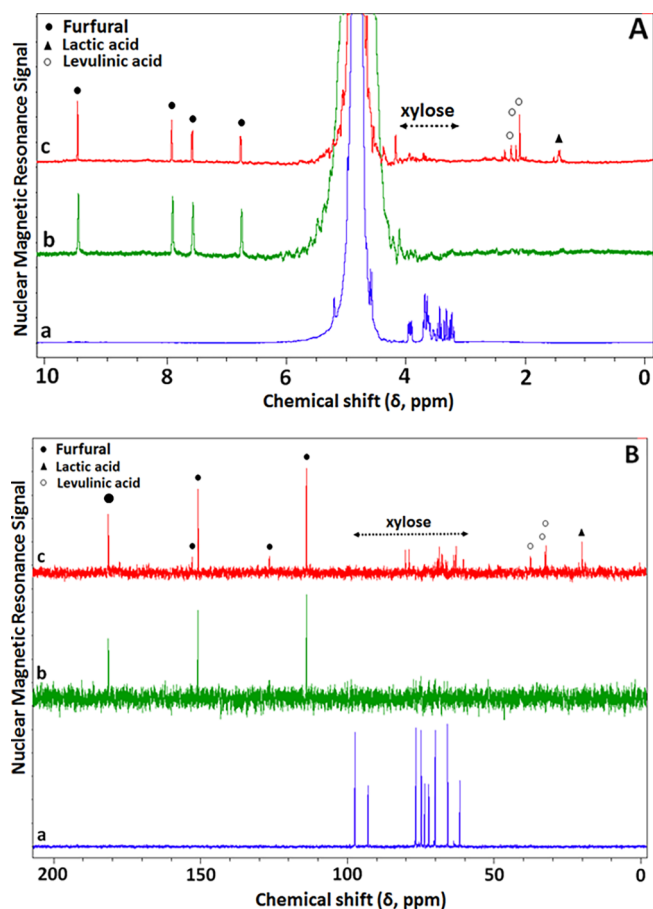 ● Furfural
▲ Lactic acid
○ Levulinic acid
A
xylose
c
b
a
Nuclear Magnetic Resonance Signal
10 8 6 4 2 0
Chemical shift (δ, ppm)
● Furfural
▲ Lactic acid
○ Levulinic acid
B
xylose
c
b
a
Nuclear Magnetic Resonance Signal
200 150 100 50 0
Chemical shift (δ, ppm)